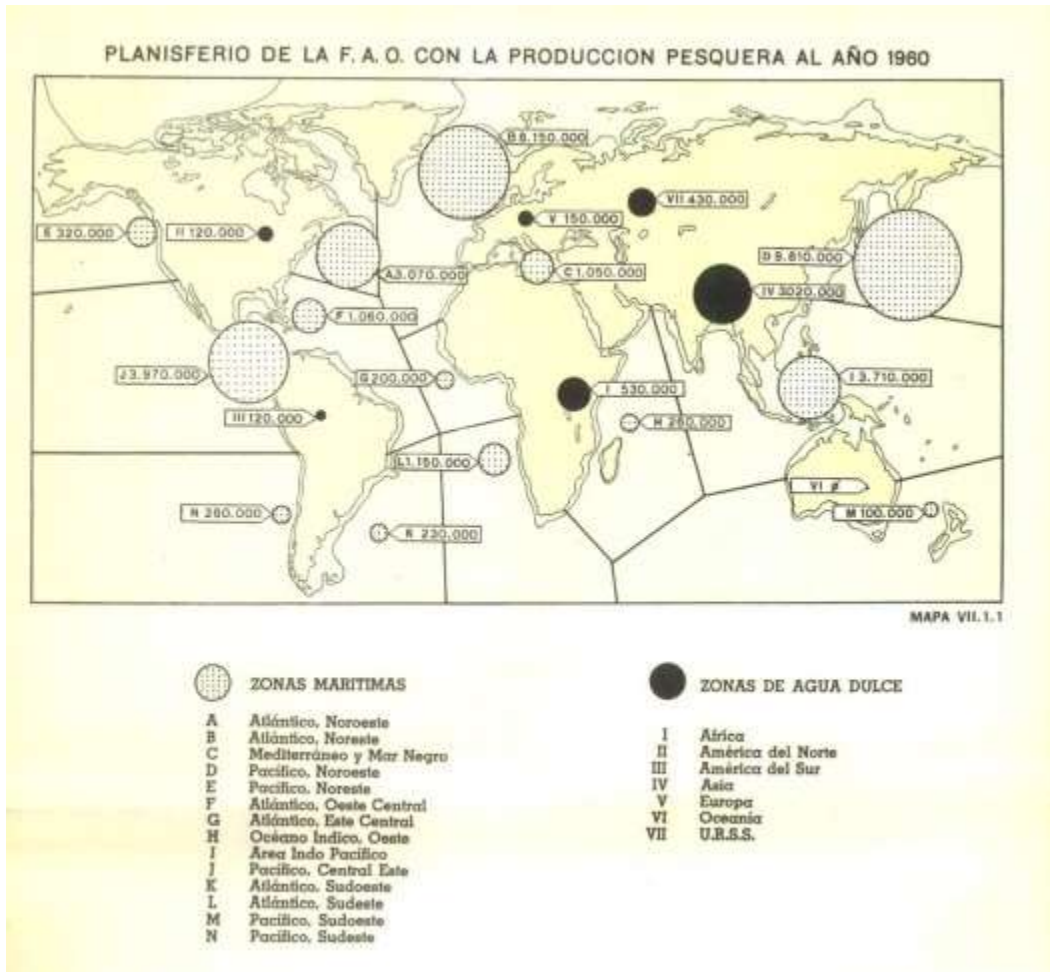 PLANISFERIO DE LA F. A. O. CON LA PRODUCCION PESQUERA AL AÑO 1960
B 6.150.000
VII 430.000
V 150.000
E 320.000
II 120.000
A 3.070.000
C 1.050.000
D 9.610.000
IV 3020.000
F 1.060.000
J 3.970.000
G 200.000
I 530.000
I 3.710.000
III 120.000
H 260.000
L 1.150.000
VI ø
N 260.000
K 230.000
M 100.000
MAPA VII.1.1
ZONAS MARITIMAS
A Atlántico, Noroeste
B Atlántico, Noreste
C Mediterráneo y Mar Negro
D Pacífico, Noroeste
E Pacífico, Noreste
F Atlántico, Oeste Central
G Atlántico, Este Central
H Océano Indico, Oeste
I Area Indo Pacífico
J Pacífico, Central Este
K Atlántico, Sudoeste
L Atlántico, Sudeste
M Pacífico, Sudoeste
N Pacífico, Sudeste
ZONAS DE AGUA DULCE
I Africa
II América del Norte
III América del Sur
IV Asia
V Europa
VI Oceanía
VII U.R.S.S.